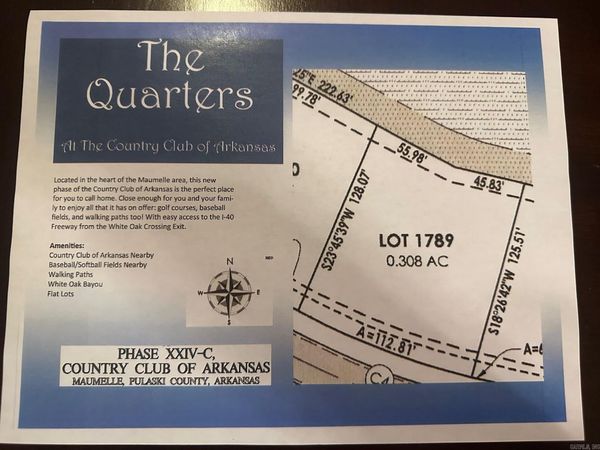 The
Quarters
At The Country Club of Arkansas
Located in the heart of the Maumelle area, this new
phase of the Country Club of Arkansas is the perfect place
for you to call home. Close enough for you and your fami-
ly to enjoy all that it has on offer: golf courses, baseball
fields, and walking paths too! With easy access to the I-40
Freeway from the White Oak Crossing Exit.
Amenities:
Country Club of Arkansas Nearby
Baseball/Softball Fields Nearby
Walking Paths
White Oak Bayou
Flat Lots
N
W E
S
PHASE XXIV-C,
COUNTRY CLUB OF ARKANSAS
MAUMELLE, PULASKI COUNTY, ARKANSAS
25'E 222.63'
99.78'
55.98'
45.83'
S23°45'39"W 128.07'
LOT 1789
0.308 AC
S18°26'42"W 125.51'
A=112.81'